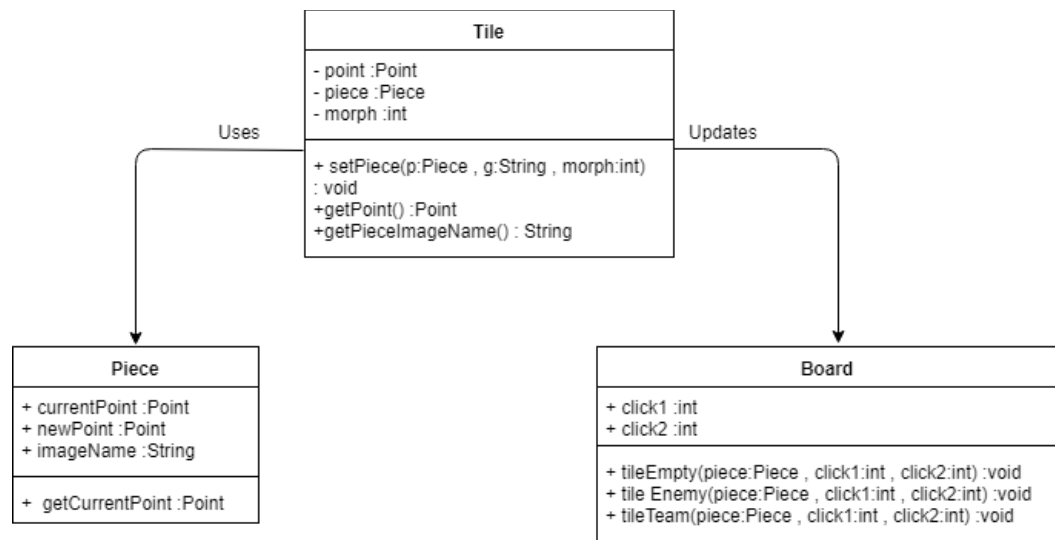 Tile
- point :Point
- piece :Piece
- morph :int
Uses
Updates
+ setPiece(p:Piece , g:String , morph:int)
: void
+getPoint() :Point
+getPieceImageName() : String
Piece
+ currentPoint :Point
+ newPoint :Point
+ imageName :String
+ getCurrentPoint :Point
Board
+ click1 :int
+ click2 :int
+ tileEmpty(piece:Piece , click1:int , click2:int) :void
+ tile Enemy(piece:Piece , click1:int , click2:int) :void
+ tileTeam(piece:Piece , click1:int , click2:int) :void